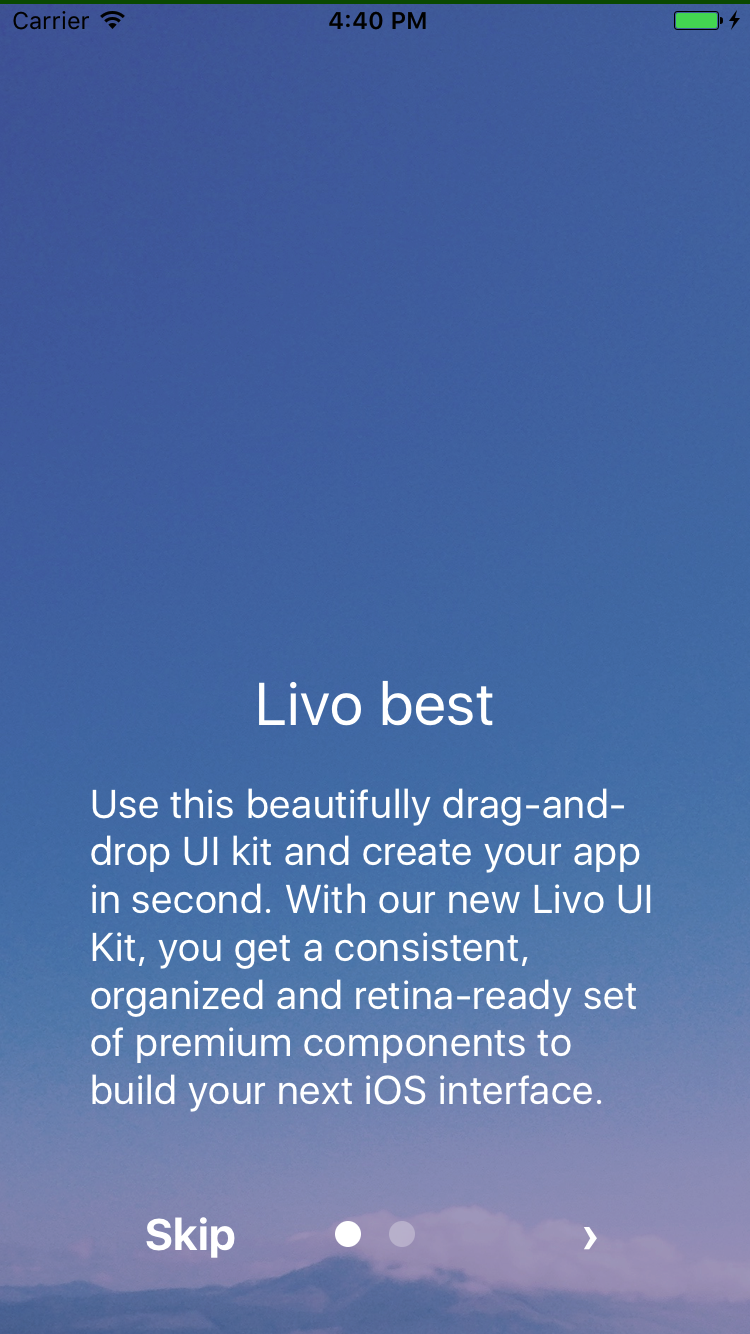 Carrier 4:40 PM
Livo best
Use this beautifully drag-and-
drop UI kit and create your app
in second. With our new Livo UI
Kit, you get a consistent,
organized and retina-ready set
of premium components to
build your next iOS interface.
Skip ›